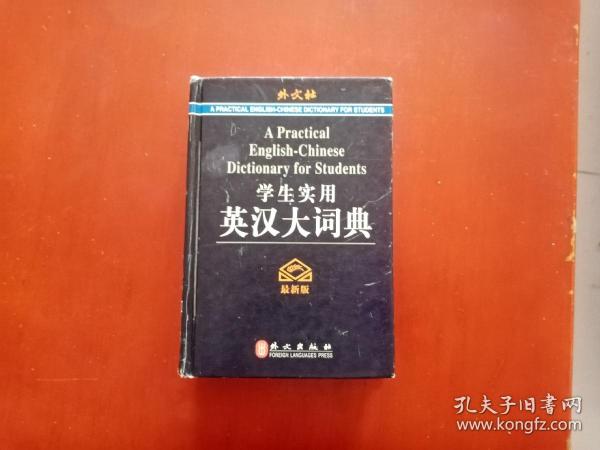 外文社
A PRACTICAL ENGLISH-CHINESE DICTIONARY FOR STUDENTS
A Practical
English-Chinese
Dictionary for Students
学生实用
英汉大词典
最新版
外文出版社
FOREIGN LANGUAGES PRESS
孔夫子旧书网
www.kongfz.com